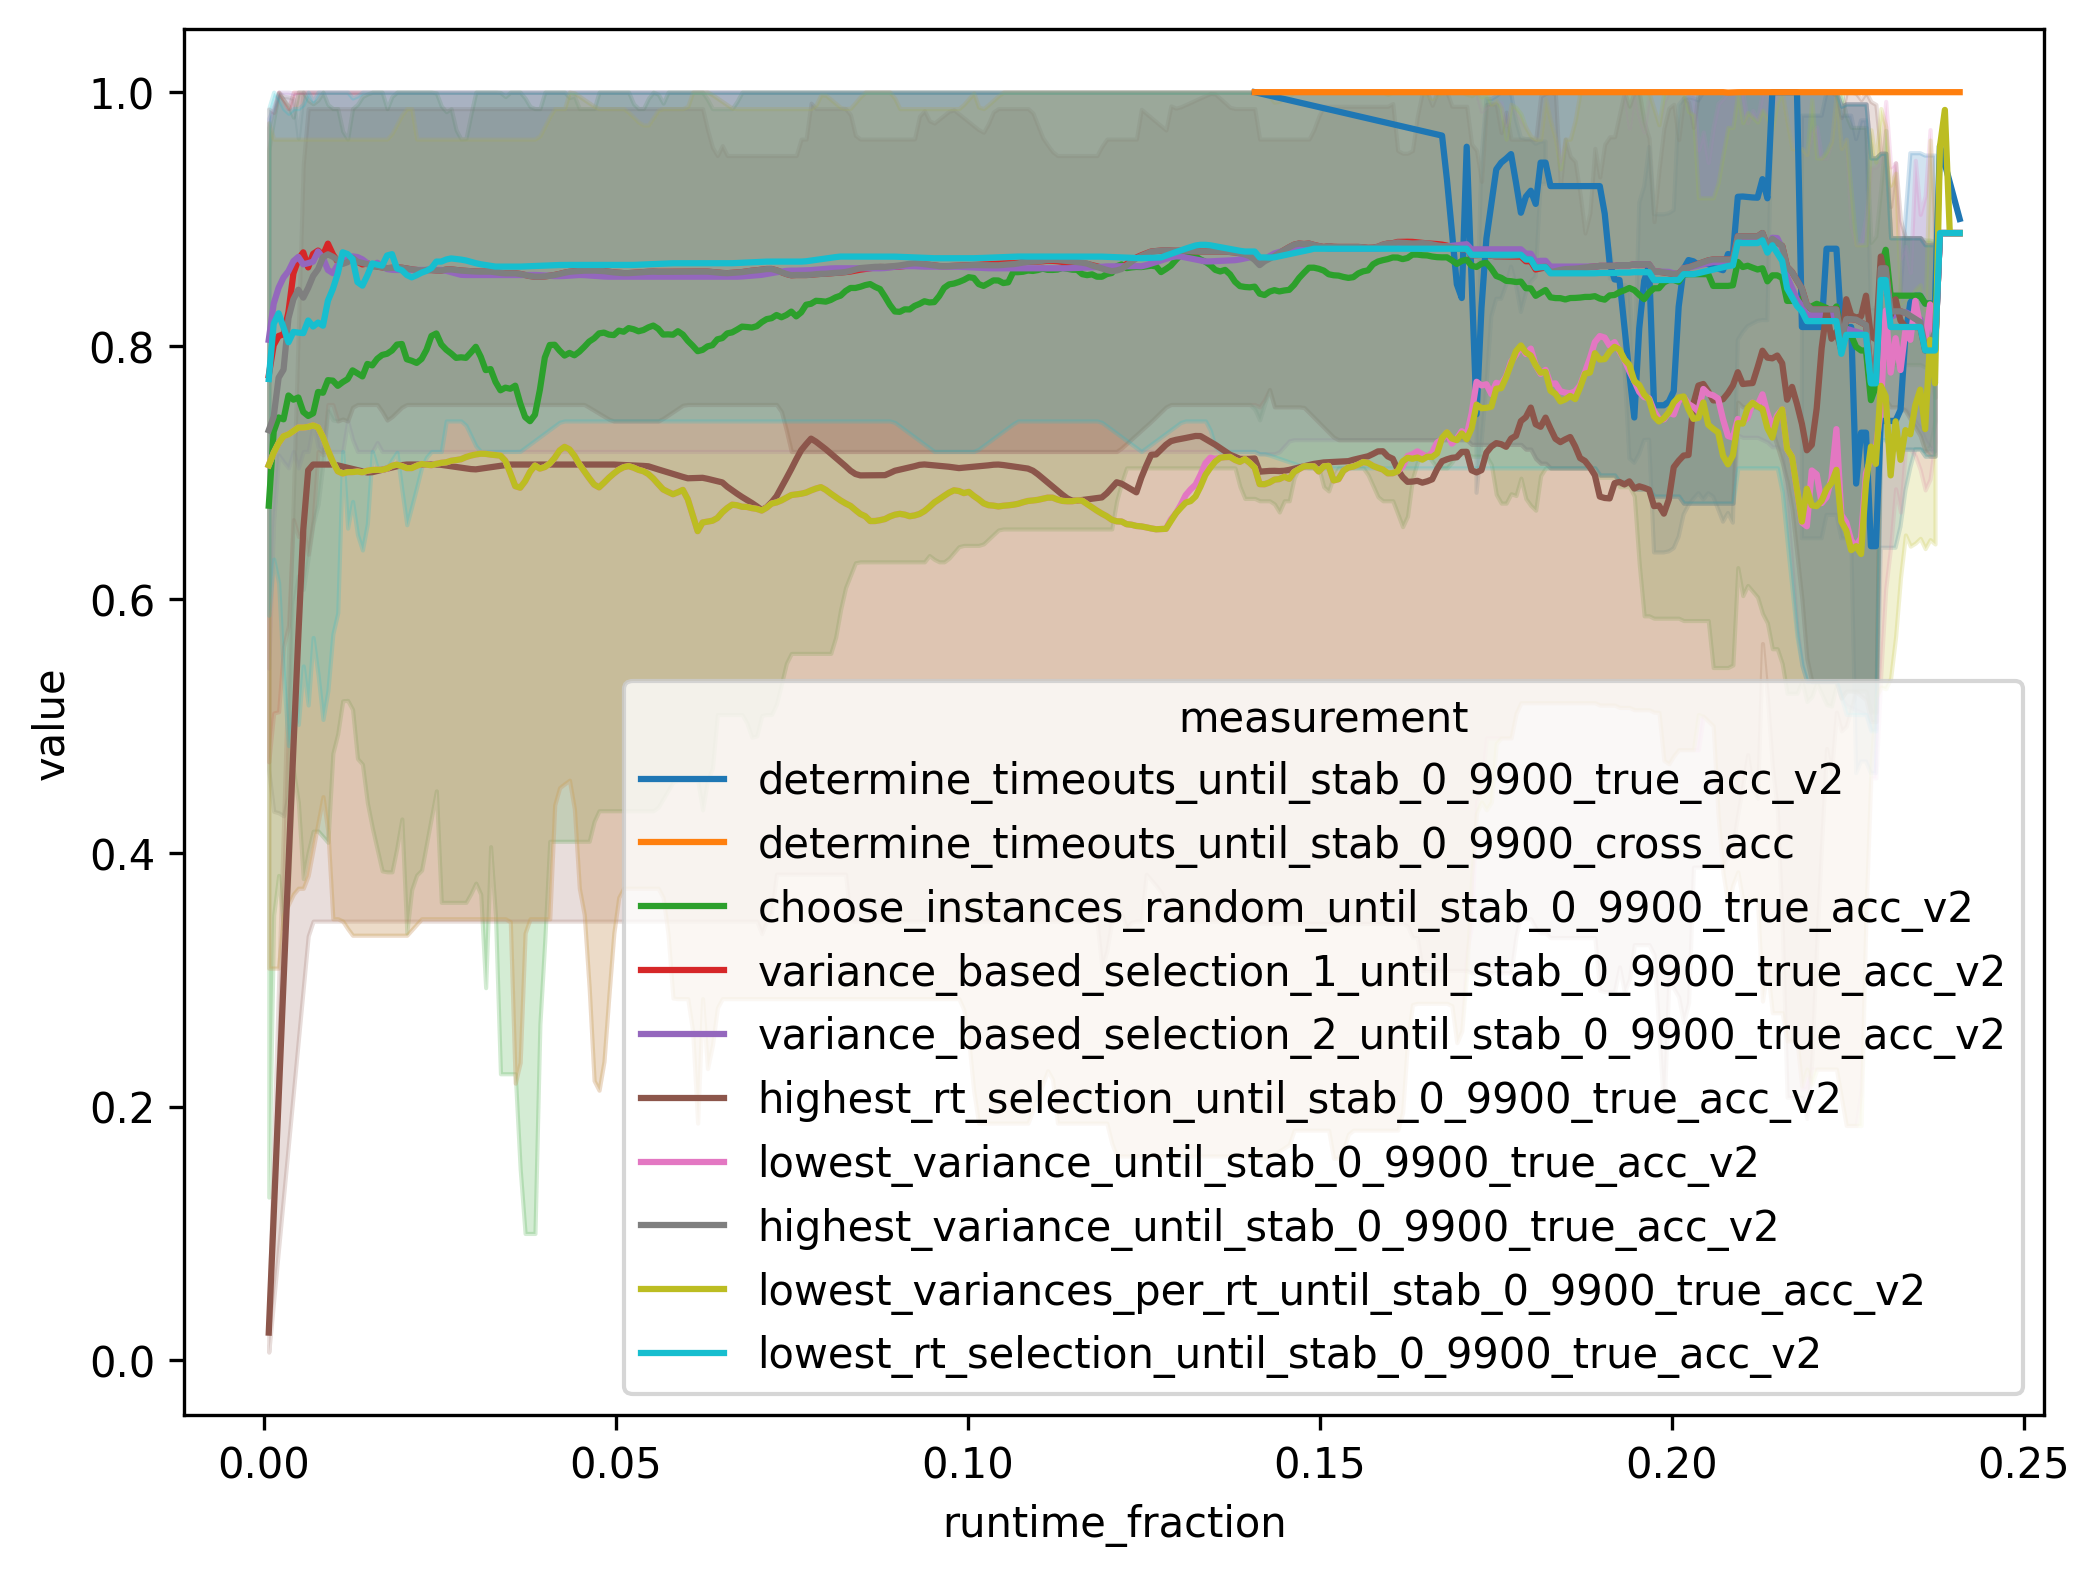 1.0
0.8
0.6
0.4
0.2
0.0
value
measurement
determine_timeouts_until_stab_0_9900_true_acc_v2
determine_timeouts_until_stab_0_9900_cross_acc
choose_instances_random_until_stab_0_9900_true_acc_v2
variance_based_selection_1_until_stab_0_9900_true_acc_v2
variance_based_selection_2_until_stab_0_9900_true_acc_v2
highest_rt_selection_until_stab_0_9900_true_acc_v2
lowest_variance_until_stab_0_9900_true_acc_v2
highest_variance_until_stab_0_9900_true_acc_v2
lowest_variances_per_rt_until_stab_0_9900_true_acc_v2
lowest_rt_selection_until_stab_0_9900_true_acc_v2
0.00 0.05 0.10 0.15 0.20 0.25
runtime_fraction